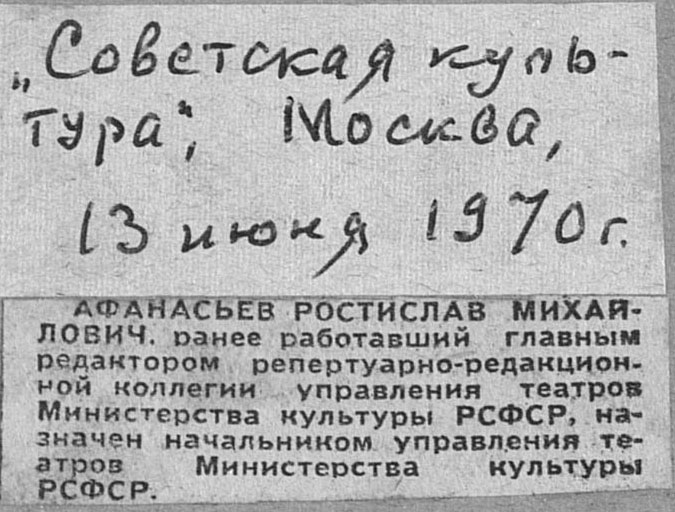 „Советская куль-
тура“, Москва,
13 июня 1970 г.
АФАНАСЬЕВ РОСТИСЛАВ МИХАЙ-
ЛОВИЧ, ранее работавший главным
редактором репертуарно-редакцион-
ной коллегии управления театров
Министерства культуры РСФСР, на-
значен начальником управления те-
атров Министерства культуры
РСФСР.